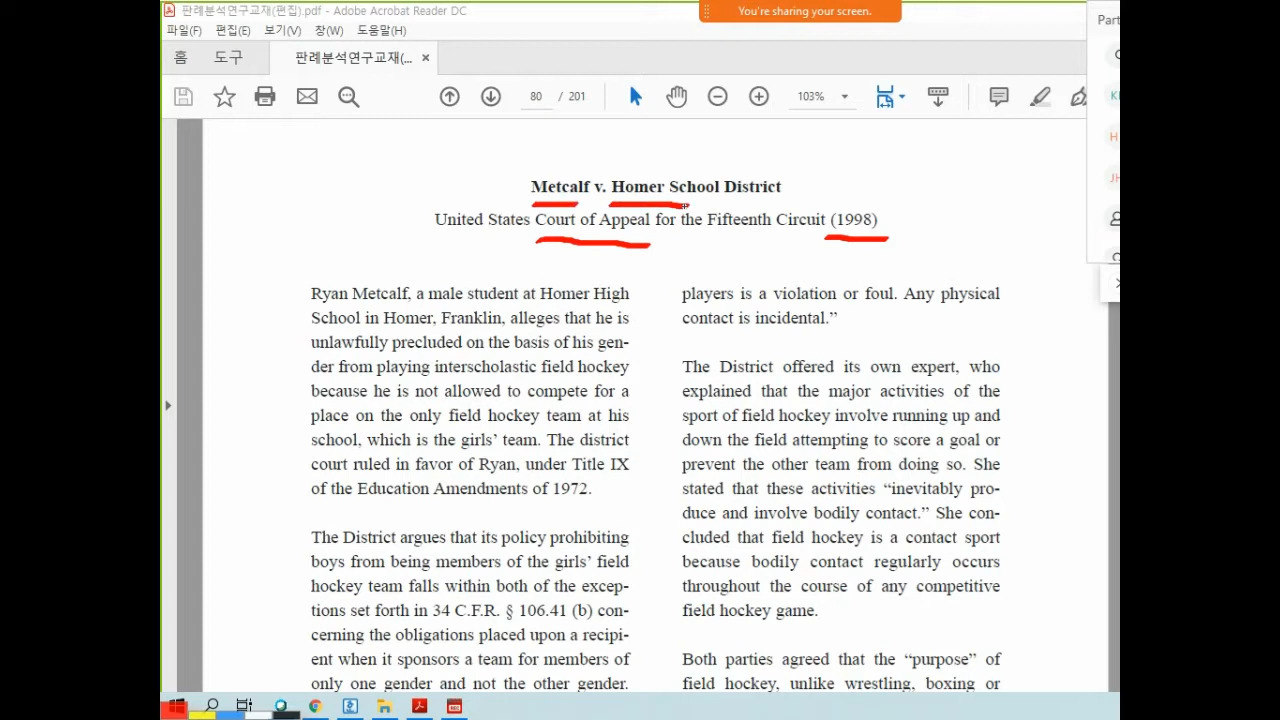 판례분석연구교재(편집).pdf - Adobe Acrobat Reader DC
You're sharing your screen.
파일(F) 편집(E) 보기(V) 창(W) 도움말(H)
홈 도구 판례분석연구교재(... ×
80 / 201 103%
Metcalf v. Homer School District
United States Court of Appeal for the Fifteenth Circuit (1998)
Ryan Metcalf, a male student at Homer High
School in Homer, Franklin, alleges that he is
unlawfully precluded on the basis of his gen-
der from playing interscholastic field hockey
because he is not allowed to compete for a
place on the only field hockey team at his
school, which is the girls' team. The district
court ruled in favor of Ryan, under Title IX
of the Education Amendments of 1972.
The District argues that its policy prohibiting
boys from being members of the girls' field
hockey team falls within both of the excep-
tions set forth in 34 C.F.R. § 106.41 (b) con-
cerning the obligations placed upon a recipi-
ent when it sponsors a team for members of
only one gender and not the other gender.
players is a violation or foul. Any physical
contact is incidental.”
The District offered its own expert, who
explained that the major activities of the
sport of field hockey involve running up and
down the field attempting to score a goal or
prevent the other team from doing so. She
stated that these activities “inevitably pro-
duce and involve bodily contact.” She con-
cluded that field hockey is a contact sport
because bodily contact regularly occurs
throughout the course of any competitive
field hockey game.
Both parties agreed that the “purpose” of
field hockey, unlike wrestling, boxing or
Part
H
JH